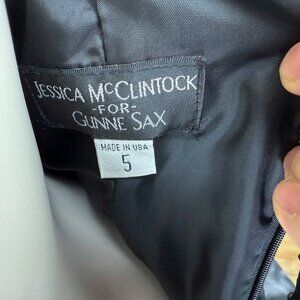 JESSICA MCCLINTOCK
-FOR-
GUNNE SAX
MADE IN USA
5